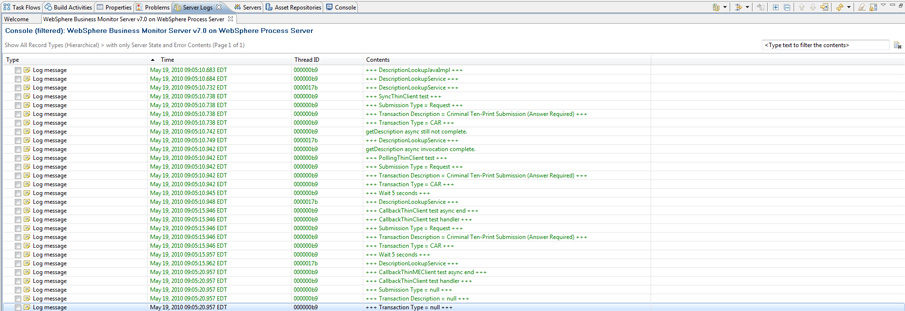 Task Flows Build Activities Properties Problems Server Logs Servers Asset Repositories Console
Welcome WebSphere Business Monitor Server v7.0 on WebSphere Process Server
Console (filtered): WebSphere Business Monitor Server v7.0 on WebSphere Process Server
Show All Record Types (Hierarchical) > with only Server State and Error Contents (Page 1 of 1) <Type text to filter the contents>
Type Time Thread ID Contents
Log message May 19, 2010 09:05:10.683 EDT 000000b9 +++ DescriptionLookupJavaImpl +++
Log message May 19, 2010 09:05:10.684 EDT 000000b9 +++ DescriptionLookupService +++
Log message May 19, 2010 09:05:10.732 EDT 0000017b +++ DescriptionLookupService +++
Log message May 19, 2010 09:05:10.738 EDT 000000b9 +++ SyncThinClient test +++
Log message May 19, 2010 09:05:10.738 EDT 000000b9 +++ Submission Type = Request +++
Log message May 19, 2010 09:05:10.738 EDT 000000b9 +++ Transaction Description = Criminal Ten-Print Submission (Answer Required) +++
Log message May 19, 2010 09:05:10.738 EDT 000000b9 +++ Transaction Type = CAR +++
Log message May 19, 2010 09:05:10.742 EDT 000000b9 getDescription async still not complete.
Log message May 19, 2010 09:05:10.749 EDT 0000017b +++ DescriptionLookupService +++
Log message May 19, 2010 09:05:10.942 EDT 000000b9 getDescription async invocation complete.
Log message May 19, 2010 09:05:10.942 EDT 000000b9 +++ PollingThinClient test +++
Log message May 19, 2010 09:05:10.942 EDT 000000b9 +++ Submission Type = Request +++
Log message May 19, 2010 09:05:10.942 EDT 000000b9 +++ Transaction Description = Criminal Ten-Print Submission (Answer Required) +++
Log message May 19, 2010 09:05:10.942 EDT 000000b9 +++ Transaction Type = CAR +++
Log message May 19, 2010 09:05:10.945 EDT 000000b9 +++ Wait 5 seconds +++
Log message May 19, 2010 09:05:10.948 EDT 0000017b +++ DescriptionLookupService +++
Log message May 19, 2010 09:05:15.946 EDT 000000b9 +++ CallbackThinClient test async end +++
Log message May 19, 2010 09:05:15.946 EDT 000000b9 +++ CallbackThinClient test handler +++
Log message May 19, 2010 09:05:15.946 EDT 000000b9 +++ Submission Type = Request +++
Log message May 19, 2010 09:05:15.946 EDT 000000b9 +++ Transaction Description = Criminal Ten-Print Submission (Answer Required) +++
Log message May 19, 2010 09:05:15.946 EDT 000000b9 +++ Transaction Type = CAR +++
Log message May 19, 2010 09:05:15.957 EDT 000000b9 +++ Wait 5 seconds +++
Log message May 19, 2010 09:05:15.962 EDT 0000017b +++ DescriptionLookupService +++
Log message May 19, 2010 09:05:20.957 EDT 000000b9 +++ CallbackThinMEClient test async end +++
Log message May 19, 2010 09:05:20.957 EDT 000000b9 +++ CallbackThinClient test handler +++
Log message May 19, 2010 09:05:20.957 EDT 000000b9 +++ Submission Type = null +++
Log message May 19, 2010 09:05:20.957 EDT 000000b9 +++ Transaction Description = null +++
Log message May 19, 2010 09:05:20.957 EDT 000000b9 +++ Transaction Type = null +++